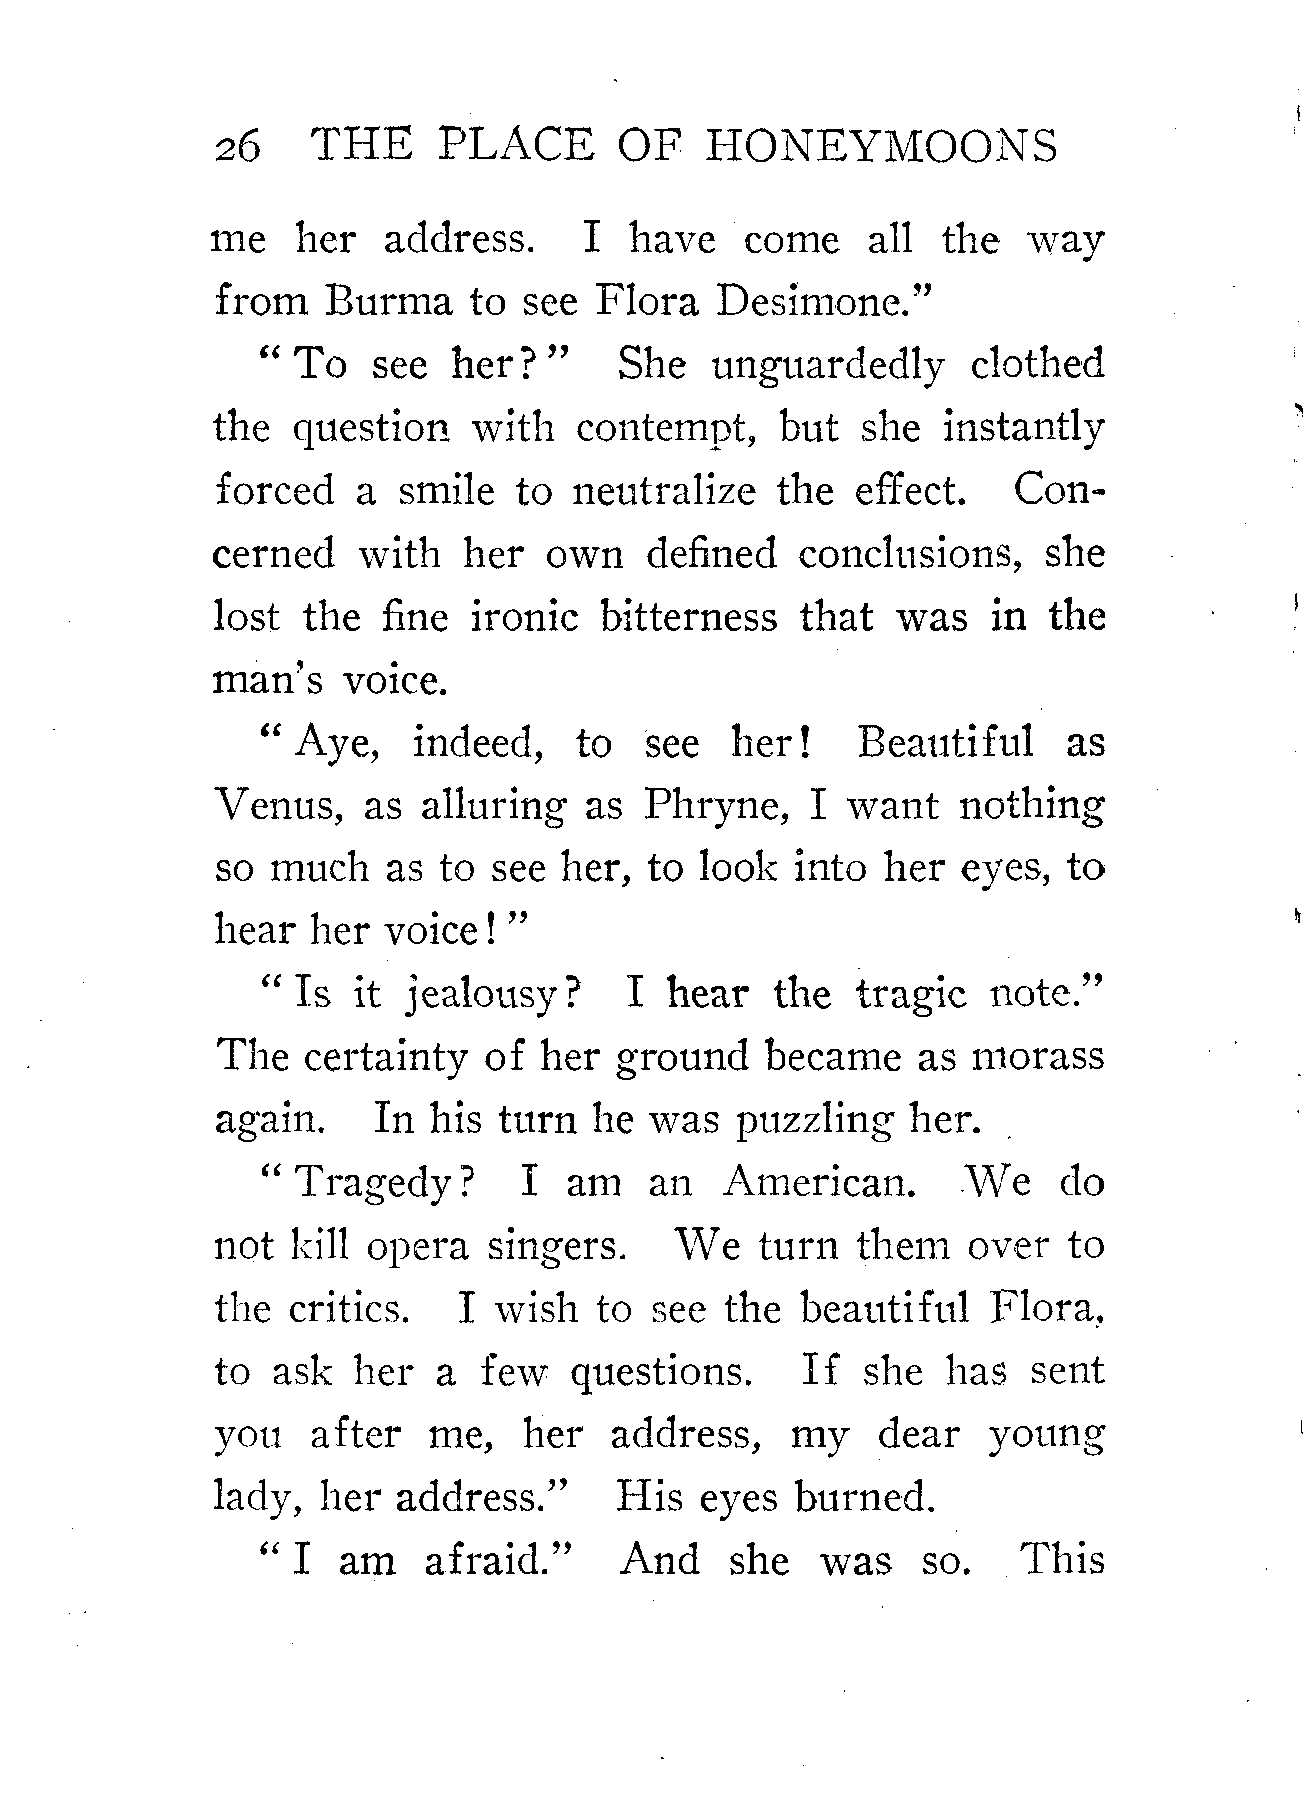 26 THE PLACE OF HONEYMOONS
me her address. I have come all the way
from Burma to see Flora Desimone.”
“ To see her? ” She unguardedly clothed
the question with contempt, but she instantly
forced a smile to neutralize the effect. Con-
cerned with her own defined conclusions, she
lost the fine ironic bitterness that was in the
man's voice.
“ Aye, indeed, to see her! Beautiful as
Venus, as alluring as Phryne, I want nothing
so much as to see her, to look into her eyes, to
hear her voice! ”
“ Is it jealousy? I hear the tragic note.”
The certainty of her ground became as morass
again. In his turn he was puzzling her.
“ Tragedy? I am an American. We do
not kill opera singers. We turn them over to
the critics. I wish to see the beautiful Flora,
to ask her a few questions. If she has sent
you after me, her address, my dear young
lady, her address.” His eyes burned.
“ I am afraid.” And she was so. This